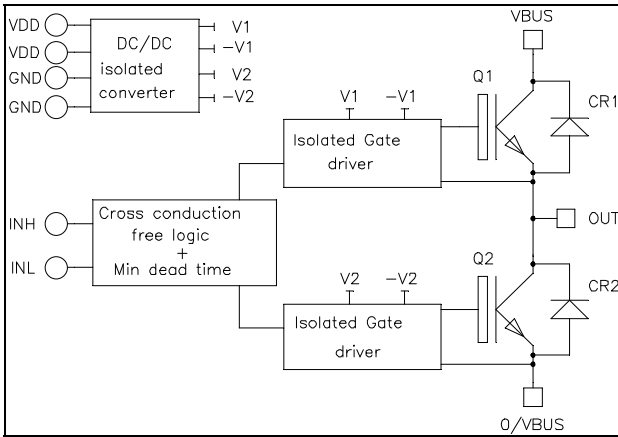 VDD
VDD
GND
GND
DC/DC
isolated
converter
V1
-V1
V2
-V2
VBUS
Q1
CR1
V1
-V1
Isolated Gate
driver
INH
INL
Cross conduction
free logic
+
Min dead time
OUT
V2
-V2
Q2
CR2
Isolated Gate
driver
0/VBUS